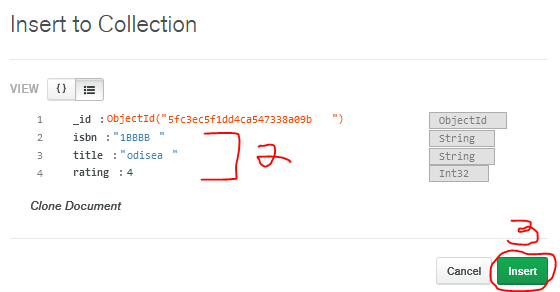 Insert to Collection
VIEW {}
1 _id :ObjectId("5fc3ec5f1dd4ca547338a09b ") ObjectId
2 isbn :"1BBBB " String
3 title :"odisea " String
4 rating :4 Int32
2
Clone Document
3
Cancel Insert